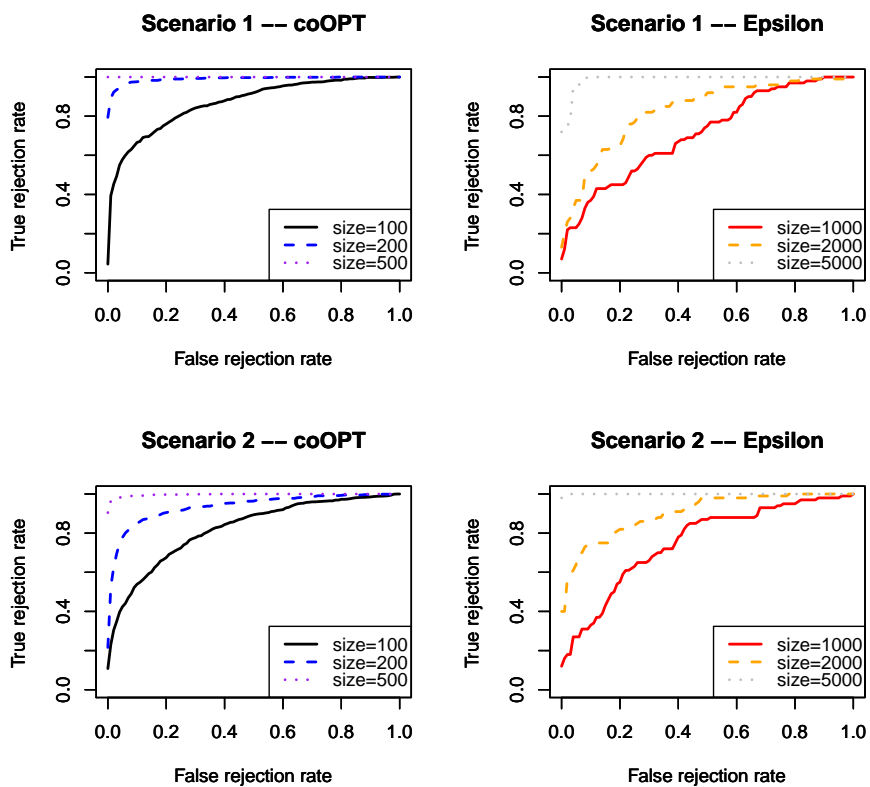 Scenario 1 −− coOPT
True rejection rate
0.0 0.4 0.8
size=100
size=200
size=500
0.0 0.2 0.4 0.6 0.8 1.0
False rejection rate
Scenario 1 −− Epsilon
True rejection rate
0.0 0.4 0.8
size=1000
size=2000
size=5000
0.0 0.2 0.4 0.6 0.8 1.0
False rejection rate
Scenario 2 −− coOPT
True rejection rate
0.0 0.4 0.8
size=100
size=200
size=500
0.0 0.2 0.4 0.6 0.8 1.0
False rejection rate
Scenario 2 −− Epsilon
True rejection rate
0.0 0.4 0.8
size=1000
size=2000
size=5000
0.0 0.2 0.4 0.6 0.8 1.0
False rejection rate